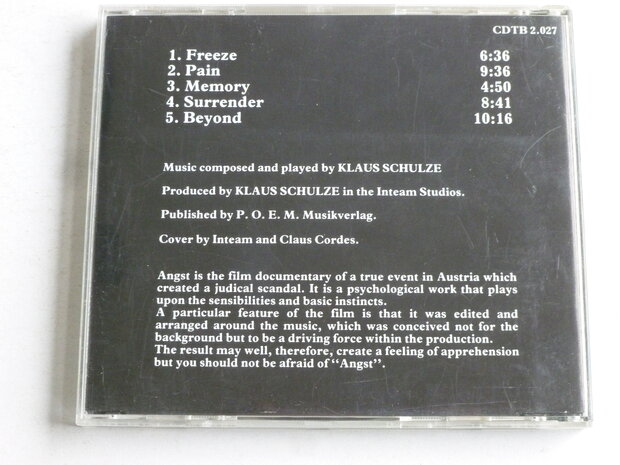 CDTB 2.027
1. Freeze 6:36
2. Pain 9:36
3. Memory 4:50
4. Surrender 8:41
5. Beyond 10:16
Music composed and played by KLAUS SCHULZE
Produced by KLAUS SCHULZE in the Inteam Studios.
Published by P. O. E. M. Musikverlag.
Cover by Inteam and Claus Cordes.
Angst is the film documentary of a true event in Austria which
created a judical scandal. It is a psychological work that plays
upon the sensibilities and basic instincts.
A particular feature of the film is that it was edited and
arranged around the music, which was conceived not for the
background but to be a driving force within the production.
The result may well, therefore, create a feeling of apprehension
but you should not be afraid of "Angst".